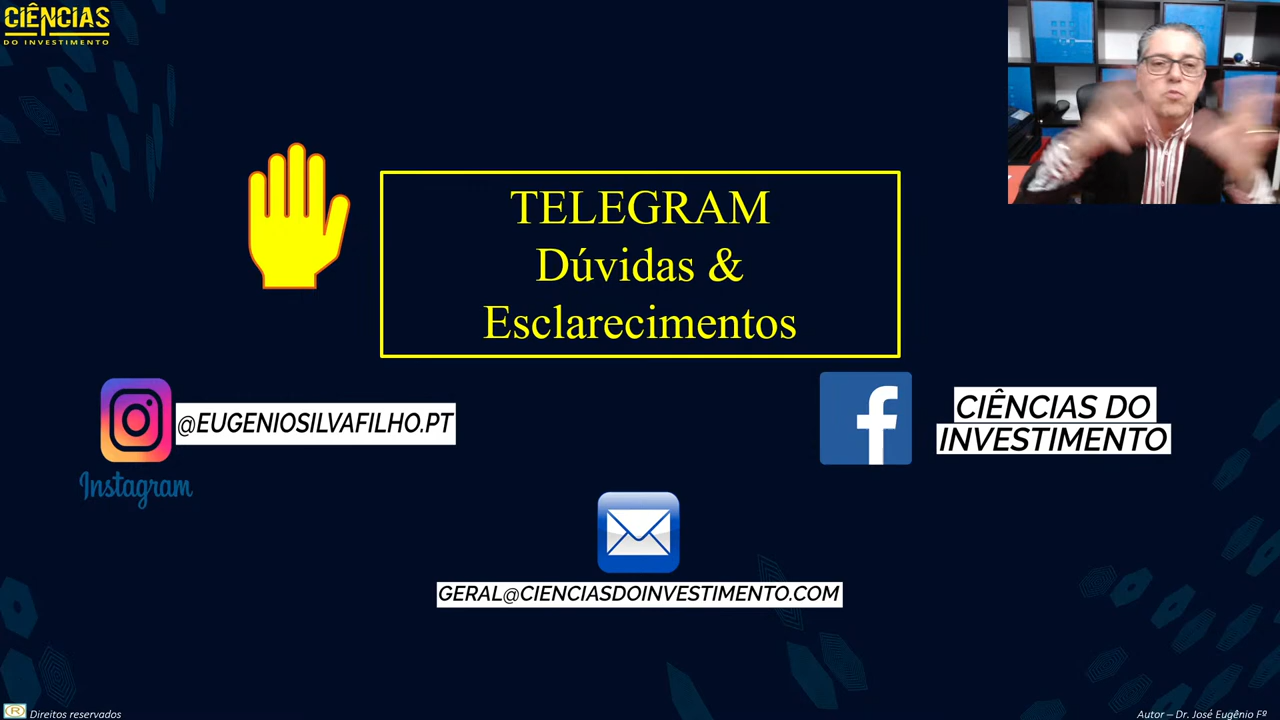 CIÊNCIAS
DO INVESTIMENTO
TELEGRAM
Dúvidas &
Esclarecimentos
@EUGENIOSILVAFILHO.PT
Instagram
CIÊNCIAS DO
INVESTIMENTO
GERAL@CIENCIASDOINVESTIMENTO.COM
R Direitos reservados
Autor – Dr. José Eugênio Fº